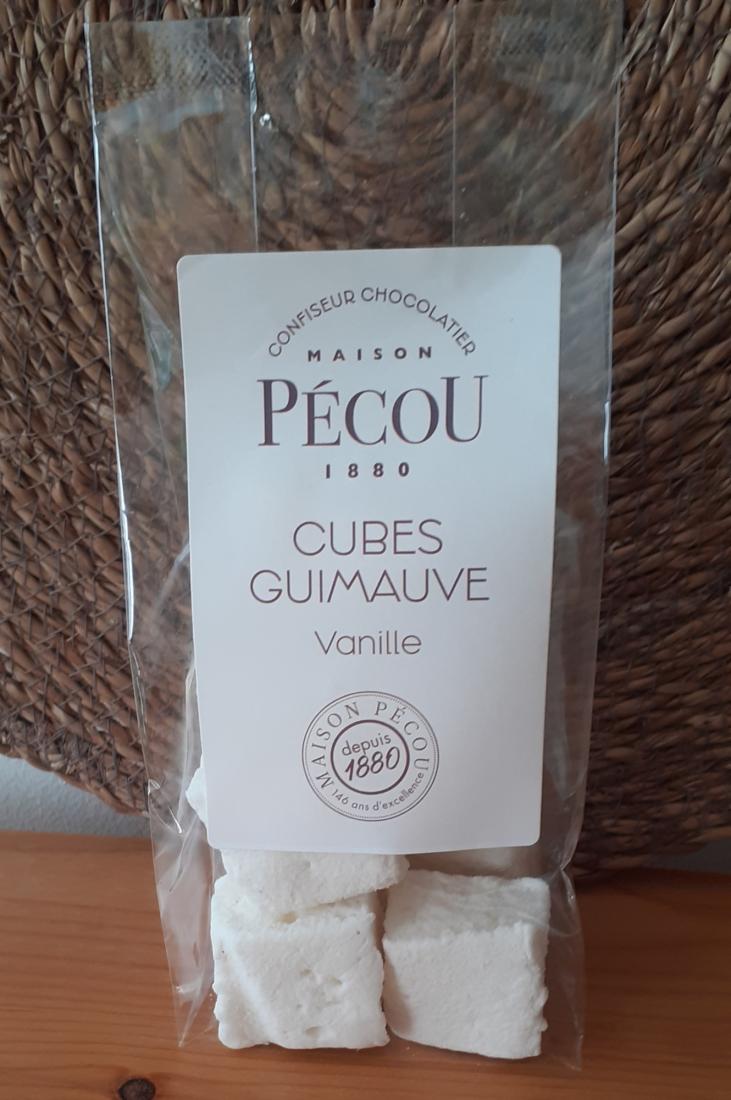 CONFISEUR CHOCOLATIER
MAISON
PÉCOU
1880
CUBES
GUIMAUVE
Vanille
MAISON PÉCOU
depuis
1880
146 ans d'excellence